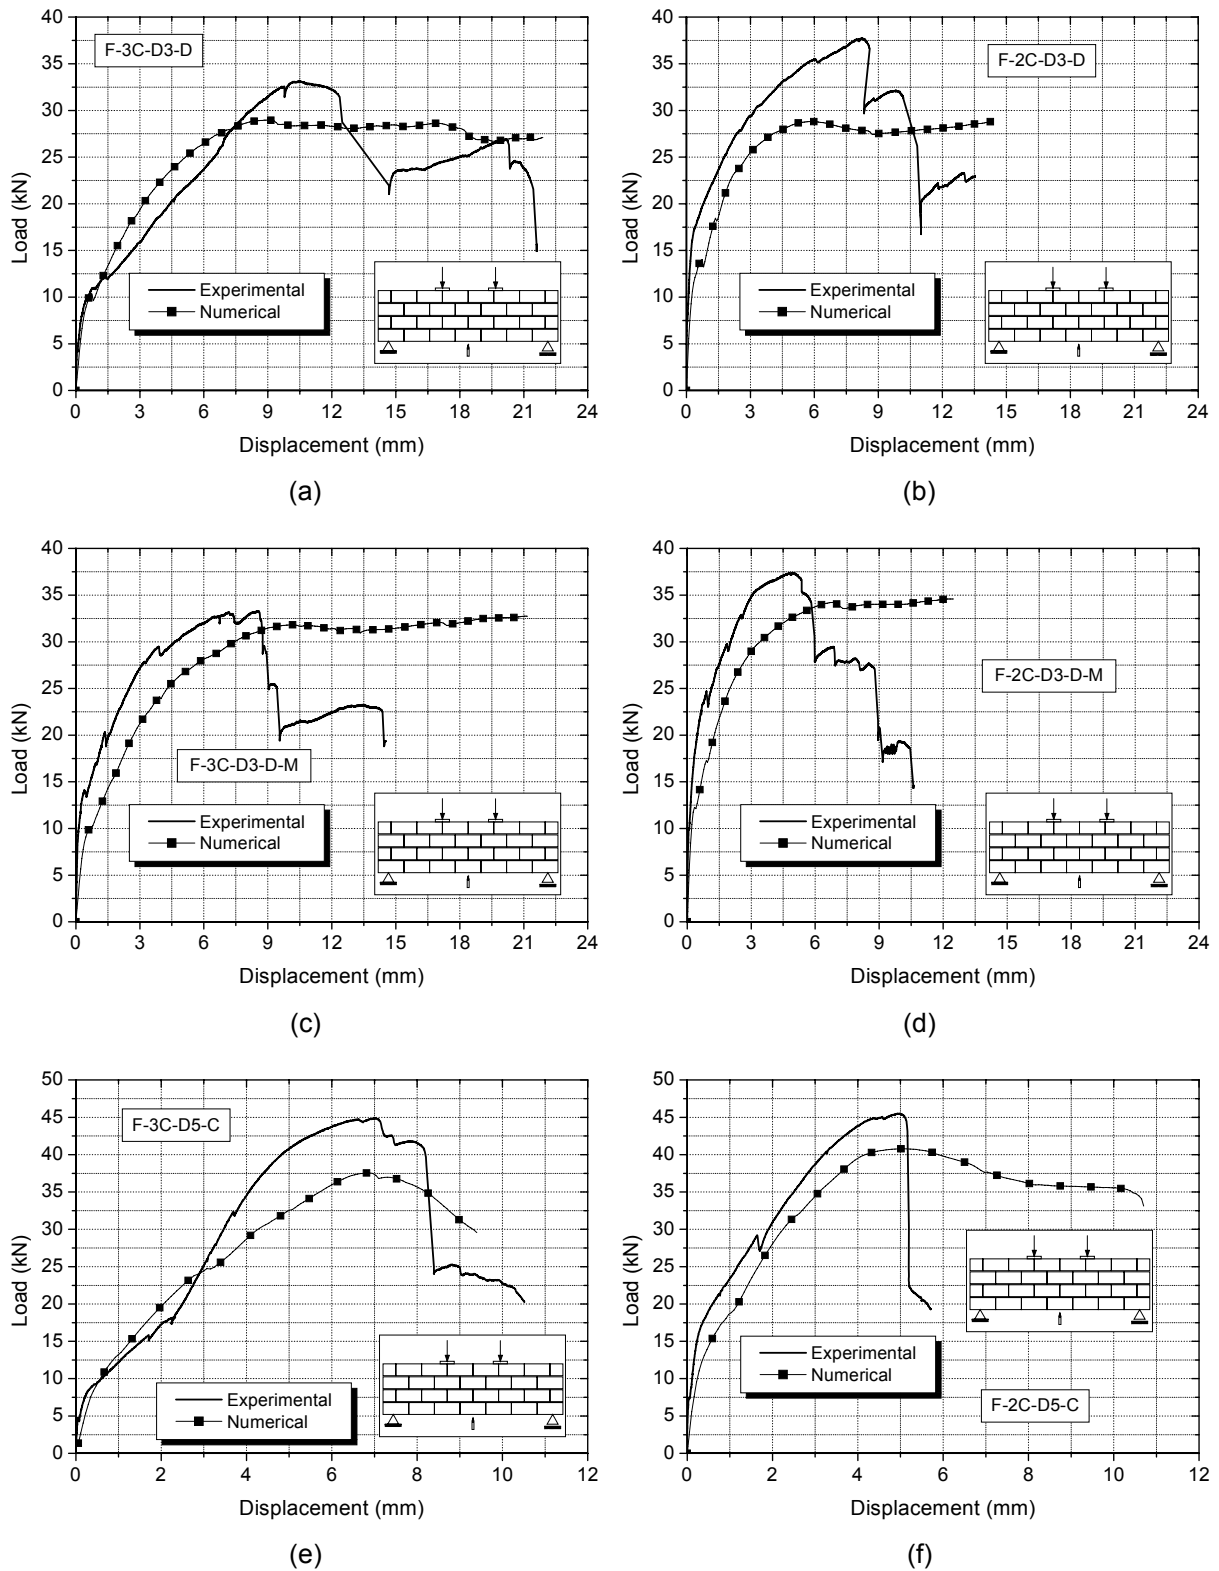 F-3C-D3-D
Load (kN)
40
35
30
25
20
15
10
5
0
Experimental
Numerical
0 3 6 9 12 15 18 21 24
Displacement (mm)
(a)
F-2C-D3-D
Load (kN)
40
35
30
25
20
15
10
5
0
Experimental
Numerical
0 3 6 9 12 15 18 21 24
Displacement (mm)
(b)
Load (kN)
40
35
30
25
20
15
10
5
0
F-3C-D3-D-M
Experimental
Numerical
0 3 6 9 12 15 18 21 24
Displacement (mm)
(c)
Load (kN)
40
35
30
25
20
15
10
5
0
F-2C-D3-D-M
Experimental
Numerical
0 3 6 9 12 15 18 21 24
Displacement (mm)
(d)
F-3C-D5-C
Load (kN)
50
45
40
35
30
25
20
15
10
5
0
Experimental
Numerical
0 2 4 6 8 10 12
Displacement (mm)
(e)
Load (kN)
50
45
40
35
30
25
20
15
10
5
0
Experimental
Numerical
F-2C-D5-C
0 2 4 6 8 10 12
Displacement (mm)
(f)